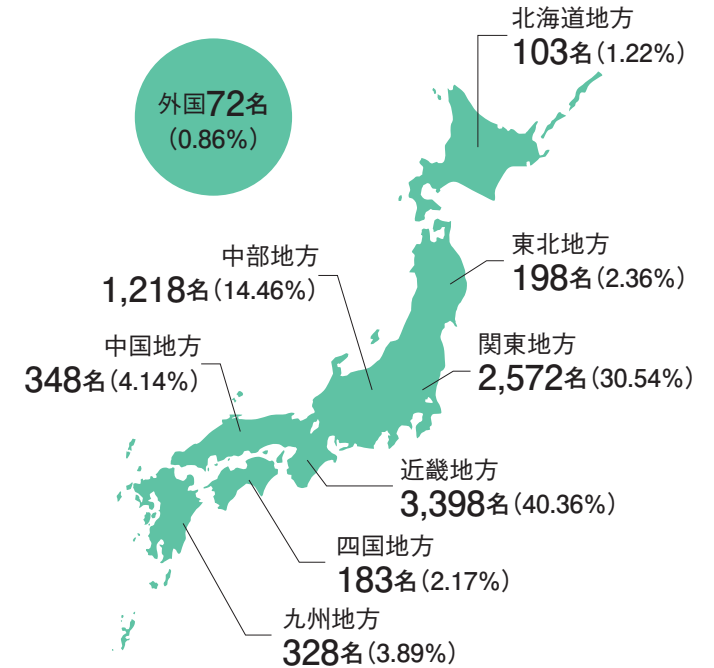 北海道地方
103名(1.22%)
外国72名
(0.86%)
東北地方
198名(2.36%)
中部地方
1,218名(14.46%)
関東地方
2,572名(30.54%)
中国地方
348名(4.14%)
近畿地方
3,398名(40.36%)
四国地方
183名(2.17%)
九州地方
328名(3.89%)